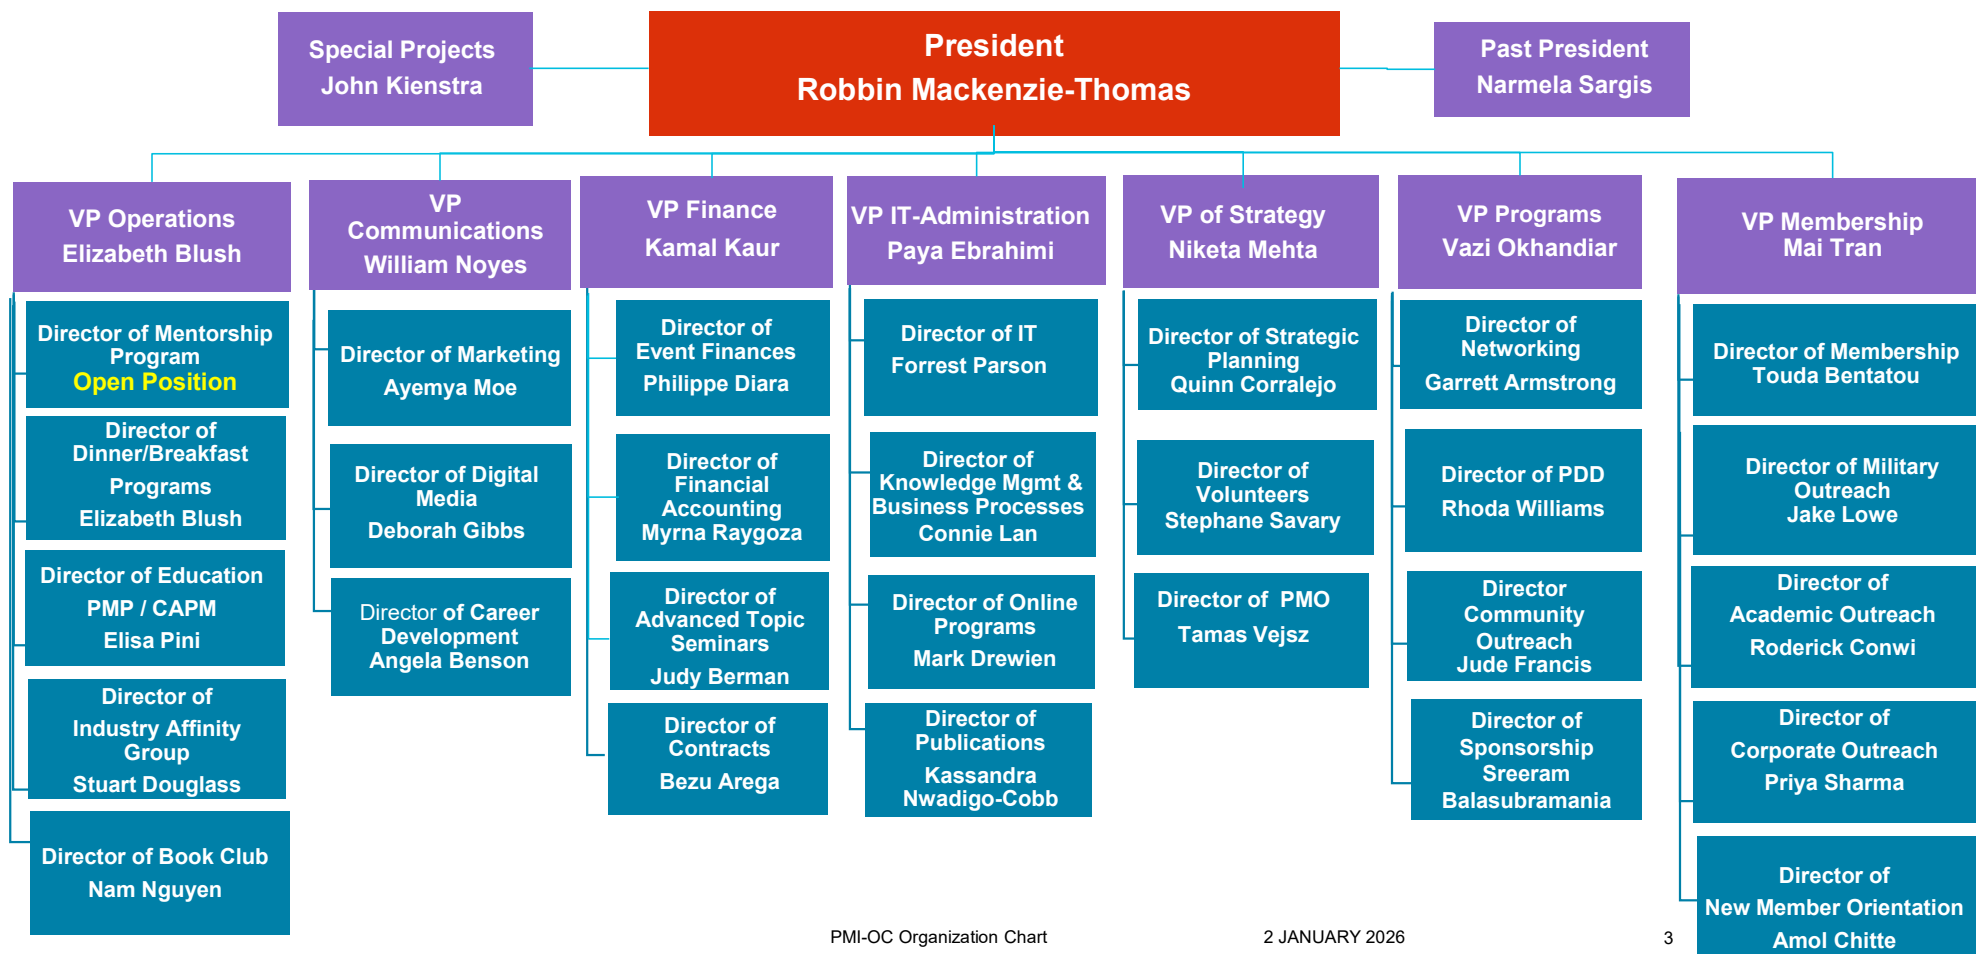 Special Projects
John Kienstra
President
Robbin Mackenzie-Thomas
Past President
Narmela Sargis
VP Operations
Elizabeth Blush
Director of Mentorship
Program
Open Position
Director of
Dinner/Breakfast
Programs
Elizabeth Blush
Director of Education
PMP / CAPM
Elisa Pini
Director of
Industry Affinity
Group
Stuart Douglass
Director of Book Club
Nam Nguyen
VP
Communications
William Noyes
Director of Marketing
Ayemya Moe
Director of Digital
Media
Deborah Gibbs
Director of Career
Development
Angela Benson
VP Finance
Kamal Kaur
Director of
Event Finances
Philippe Diara
Director of
Financial
Accounting
Myrna Raygoza
Director of
Advanced Topic
Seminars
Judy Berman
Director of
Contracts
Bezu Arega
VP IT-Administration
Paya Ebrahimi
Director of IT
Forrest Parson
Director of
Knowledge Mgmt &
Business Processes
Connie Lan
Director of Online
Programs
Mark Drewien
Director of
Publications
Kassandra
Nwadigo-Cobb
VP of Strategy
Niketa Mehta
Director of Strategic
Planning
Quinn Corralejo
Director of
Volunteers
Stephane Savary
Director of PMO
Tamas Vejsz
VP Programs
Vazi Okhandiar
Director of
Networking
Garrett Armstrong
Director of PDD
Rhoda Williams
Director
Community
Outreach
Jude Francis
Director of
Sponsorship
Sreeram
Balasubramania
VP Membership
Mai Tran
Director of Membership
Touda Bentatou
Director of Military
Outreach
Jake Lowe
Director of
Academic Outreach
Roderick Conwi
Director of
Corporate Outreach
Priya Sharma
Director of
New Member Orientation
Amol Chitte
PMI-OC Organization Chart
2 JANUARY 2026
3